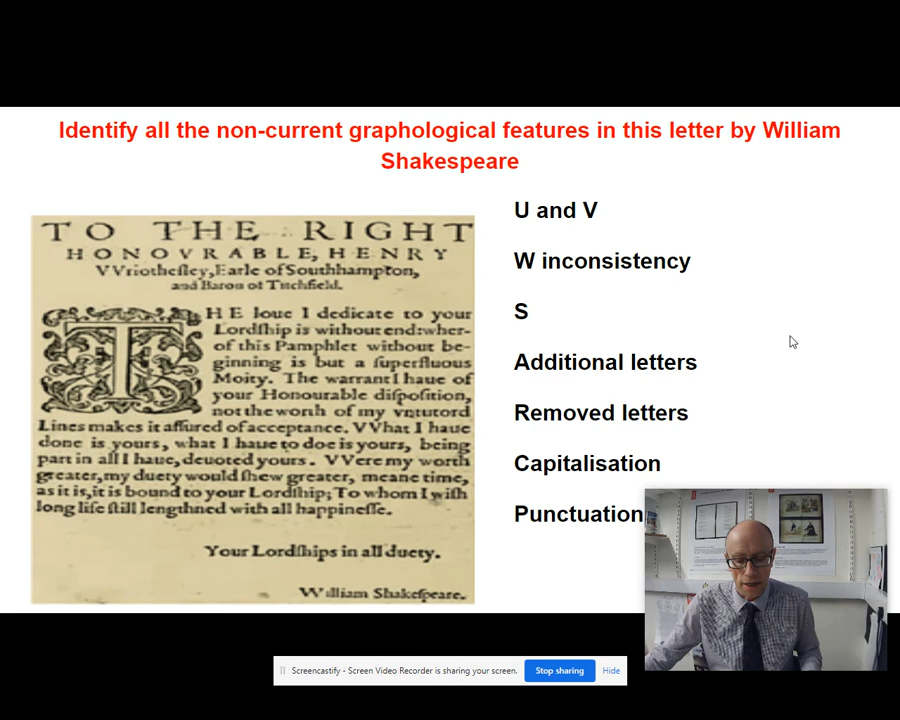 Identify all the non-current graphological features in this letter by William
Shakespeare
TO THE RIGHT
HONOVRABLE, HENRY
VVriotheſley, Earle of Southhampton,
and Baron of Titchfield.
THE loue I dedicate to your
Lordſhip is without end:wher-
of this Pamphlet without be-
ginning is but a ſuperfluous
Moity. The warrant I haue of
your Honourable diſpoſition,
not the worth of my vntutord
Lines makes it aſſured of acceptance. VVhat I haue
done is yours, what I haue to doe is yours, being
part in all I haue, deuoted yours. VVere my worth
greater, my duety would ſhew greater, meane time,
as it is, it is bound to your Lordſhip; To whom I wiſh
long life ſtill lengthned with all happineſſe.
Your Lordſhips in all duety.
William Shakeſpeare.
U and V
W inconsistency
S
Additional letters
Removed letters
Capitalisation
Punctuation
Screencastify - Screen Video Recorder is sharing your screen.
Stop sharing
Hide